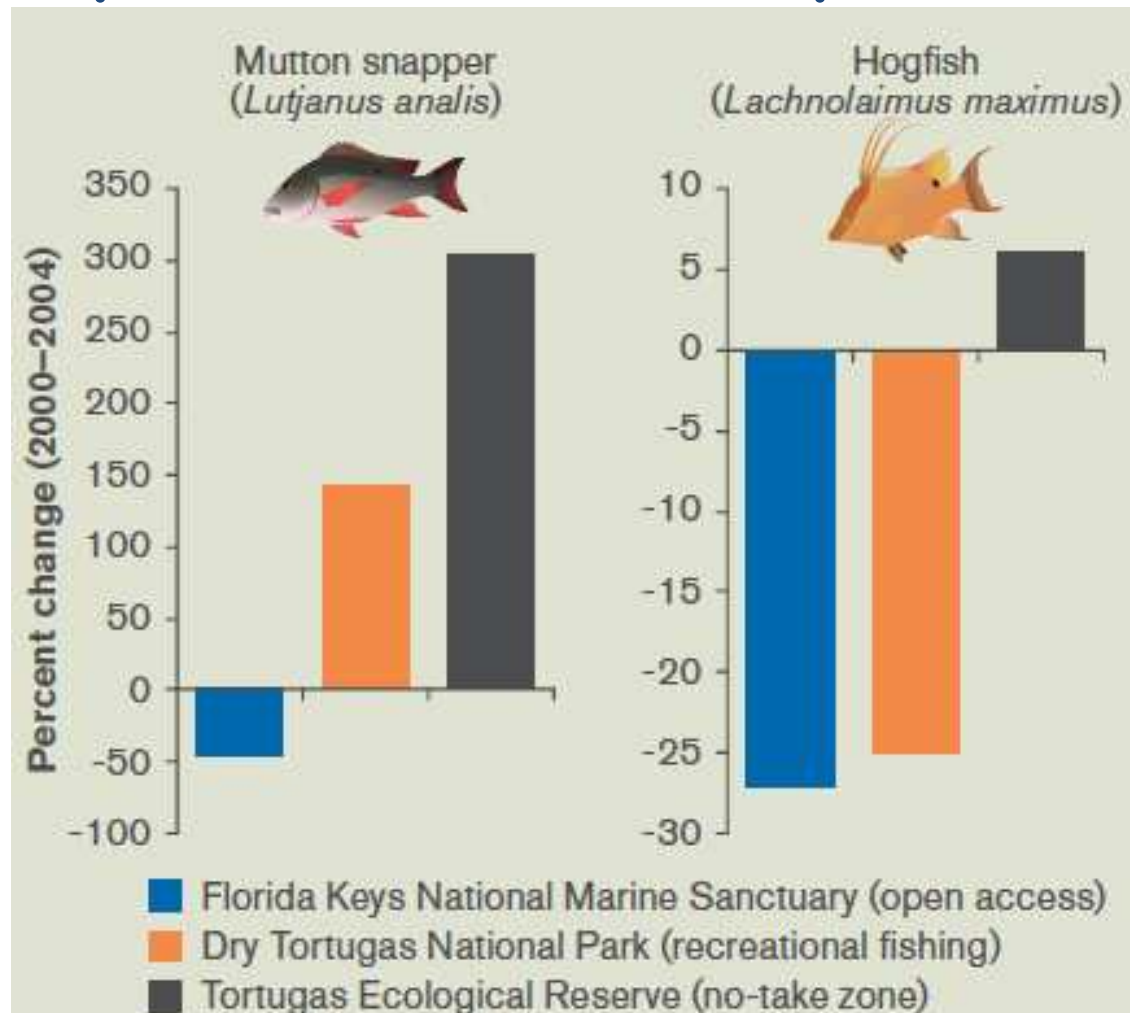 Mutton snapper
(Lutjanus analis)
Hogfish
(Lachnolaimus maximus)
Percent change (2000–2004)
350
300
250
200
150
100
50
0
-50
-100
10
5
0
-5
-10
-15
-20
-25
-30
Florida Keys National Marine Sanctuary (open access)
Dry Tortugas National Park (recreational fishing)
Tortugas Ecological Reserve (no-take zone)